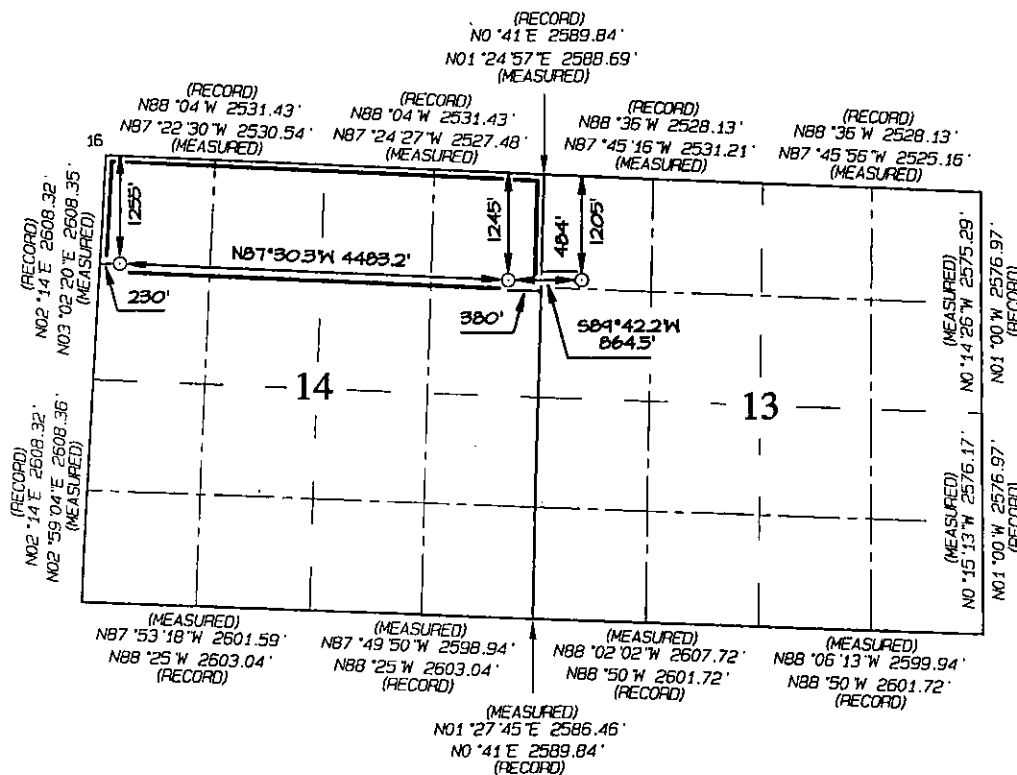 (RECORD)
N0°41'E 2589.84'
N01°24'57"E 2588.69'
(MEASURED)
(RECORD)
N88°04'W 2531.43'
N87°22'30"W 2530.54'
(MEASURED)
(RECORD)
N88°04'W 2531.43'
N87°24'27"W 2527.48'
(MEASURED)
(RECORD)
N88°36'W 2528.13'
N87°45'16"W 2531.21'
(MEASURED)
(RECORD)
N88°36'W 2528.13'
N87°45'56"W 2525.16'
(MEASURED)
16
(RECORD)
N02°14'E 2608.32'
N03°02'20"E 2608.35'
(MEASURED)
1255'
N87°30.3'W 4483.2'
1245'
484'
1205'
230'
380'
S89°42.2'W
864.5'
(MEASURED)
N0°14'26"W 2575.29'
N01°00'W 2576.97'
(RECORD)
14
13
(RECORD)
N02°14'E 2608.32'
N02°59'04"E 2608.36'
(MEASURED)
(MEASURED)
N0°15'13"W 2576.17'
N01°00'W 2576.97'
(RECORD)
(MEASURED)
N87°53'18"W 2601.59'
N88°25'W 2603.04'
(RECORD)
(MEASURED)
N87°49'50"W 2598.94'
N88°25'W 2603.04'
(RECORD)
(MEASURED)
N88°02'02"W 2607.72'
N88°50'W 2601.72'
(RECORD)
(MEASURED)
N88°06'13"W 2599.94'
N88°50'W 2601.72'
(RECORD)
(MEASURED)
N01°27'45"E 2586.46'
N0°41'E 2589.84'
(RECORD)